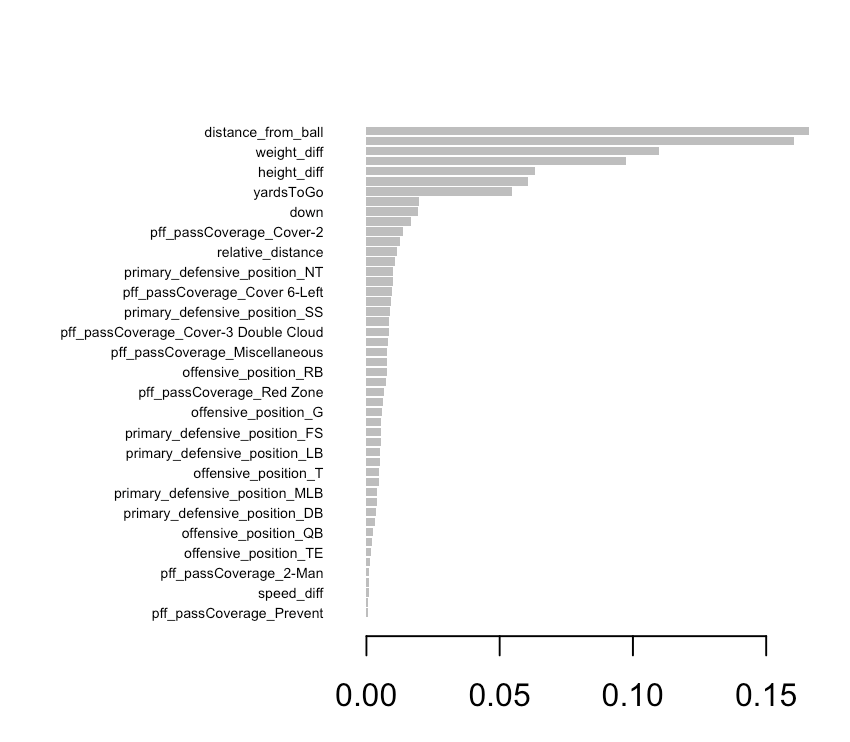 distance_from_ball
weight_diff
height_diff
yardsToGo
down
pff_passCoverage_Cover-2
relative_distance
primary_defensive_position_NT
pff_passCoverage_Cover 6-Left
primary_defensive_position_SS
pff_passCoverage_Cover-3 Double Cloud
pff_passCoverage_Miscellaneous
offensive_position_RB
pff_passCoverage_Red Zone
offensive_position_G
primary_defensive_position_FS
primary_defensive_position_LB
offensive_position_T
primary_defensive_position_MLB
primary_defensive_position_DB
offensive_position_QB
offensive_position_TE
pff_passCoverage_2-Man
speed_diff
pff_passCoverage_Prevent
0.00 0.05 0.10 0.15